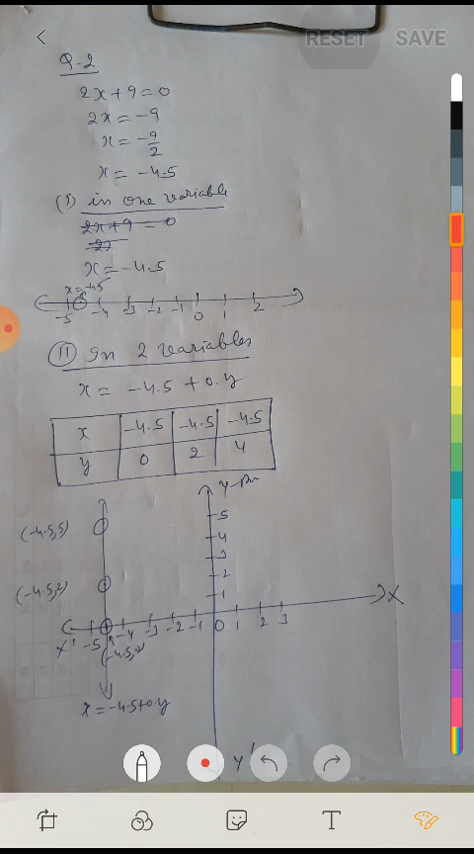 RESET SAVE
Q-2
2x+9=0
2x = -9
x = -9/2
x = -4.5
(I) in one variable
2x+9 = 0
x = -4.5
x=-4.5
-5 -4 -3 -2 -1 0 1 2
(II) In 2 variables
x = -4.5 + 0.y
x -4.5 -4.5 -4.5
y 0 2 4
5
(-4.5,5)
4
3
(-4.5,2)
2
1
X' -5 -4 -3 -2 -1 0 1 2 3 X
x = -4.5+0.y
Y'
T